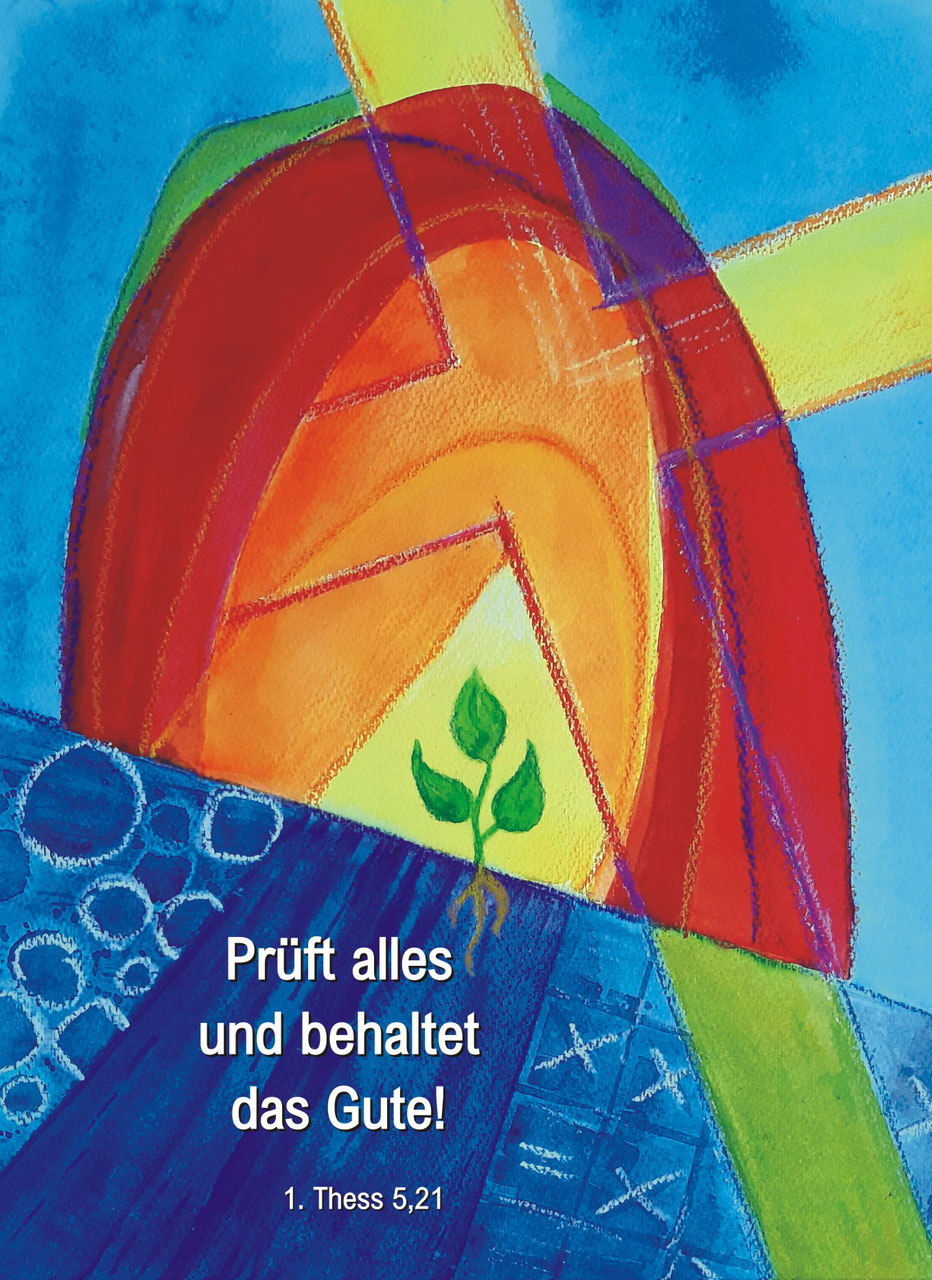 Prüft alles
und behaltet
das Gute!
1. Thess 5,21